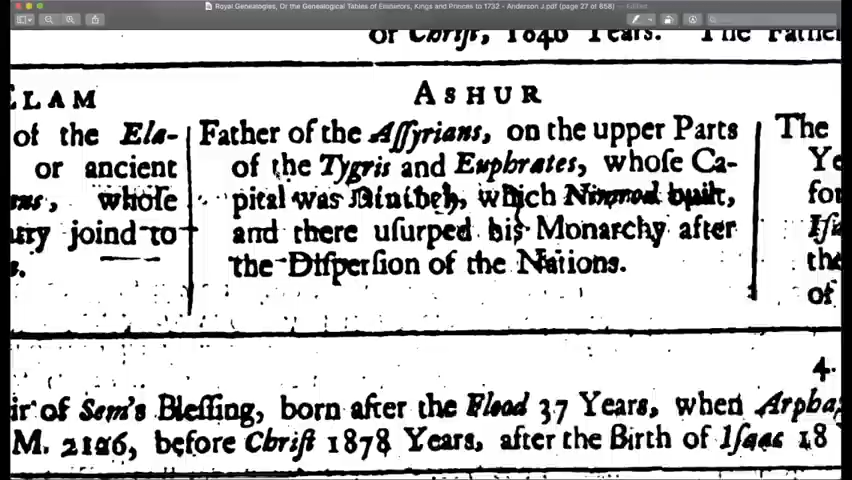 Royal Genealogies, Or the Genealogical Tables of Emperors, Kings and Princes to 1732 - Anderson J.pdf (page 27 of 858) — Edited
of Chriſt, 1840 Years. The Father
ELAM
ASHUR
of the Ela-
or ancient
whoſe
joind to
Father of the Aſſyrians, on the upper Parts
of the Tygris and Euphrates, whoſe Ca-
pital was Niniveh, which Nimrod built,
and there uſurped his Monarchy after
the Diſperſion of the Nations.
The
for
the
of
4.
of Sem's Bleſſing, born after the Flood 37 Years, when
M. 2126, before Chriſt 1878 Years, after the Birth of Iſaac 18